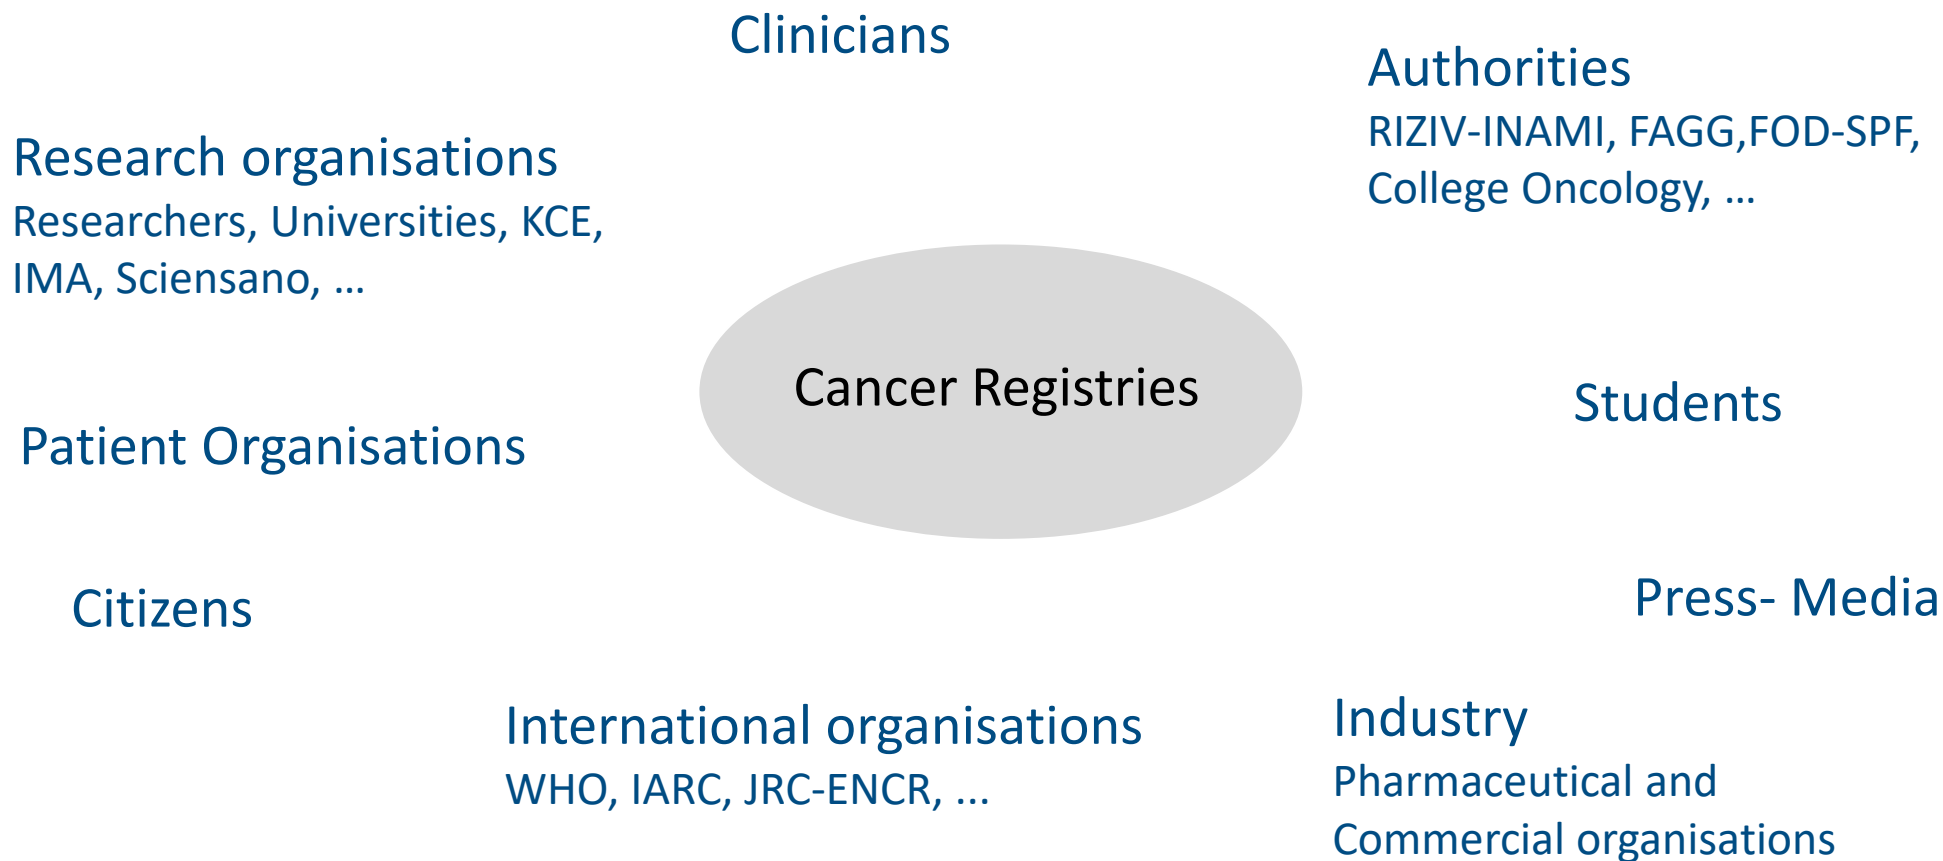 Clinicians
Authorities
RIZIV-INAMI, FAGG,FOD-SPF,
College Oncology, ...
Research organisations
Researchers, Universities, KCE,
IMA, Sciensano, ...
Cancer Registries
Students
Patient Organisations
Citizens
Press- Media
International organisations
WHO, IARC, JRC-ENCR, ...
Industry
Pharmaceutical and
Commercial organisations